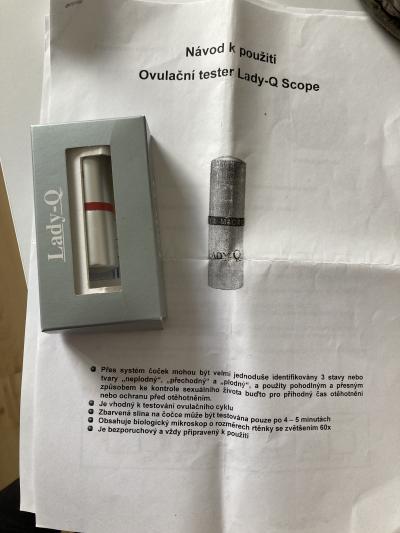 Návod k použití
Ovulační tester Lady-Q Scope
Lady-Q
LADY-Q
Přes systém čoček mohou být velmi jednoduše identifikovány 3 stavy nebo
tvary „neplodný", „přechodný" a „plodný", a použity pohodlným a přesným
způsobem ke kontrole sexuálního života buďto pro příhodný čas otěhotnění
nebo ochranu před otěhotněním.
Je vhodný k testování ovulačního cyklu
Zbarvená slina na čočce může být testována pouze po 4 – 5 minutách
Obsahuje biologický mikroskop o rozměrech rtěnky se zvětšením 60x
Je bezporuchový a vždy připravený k použití